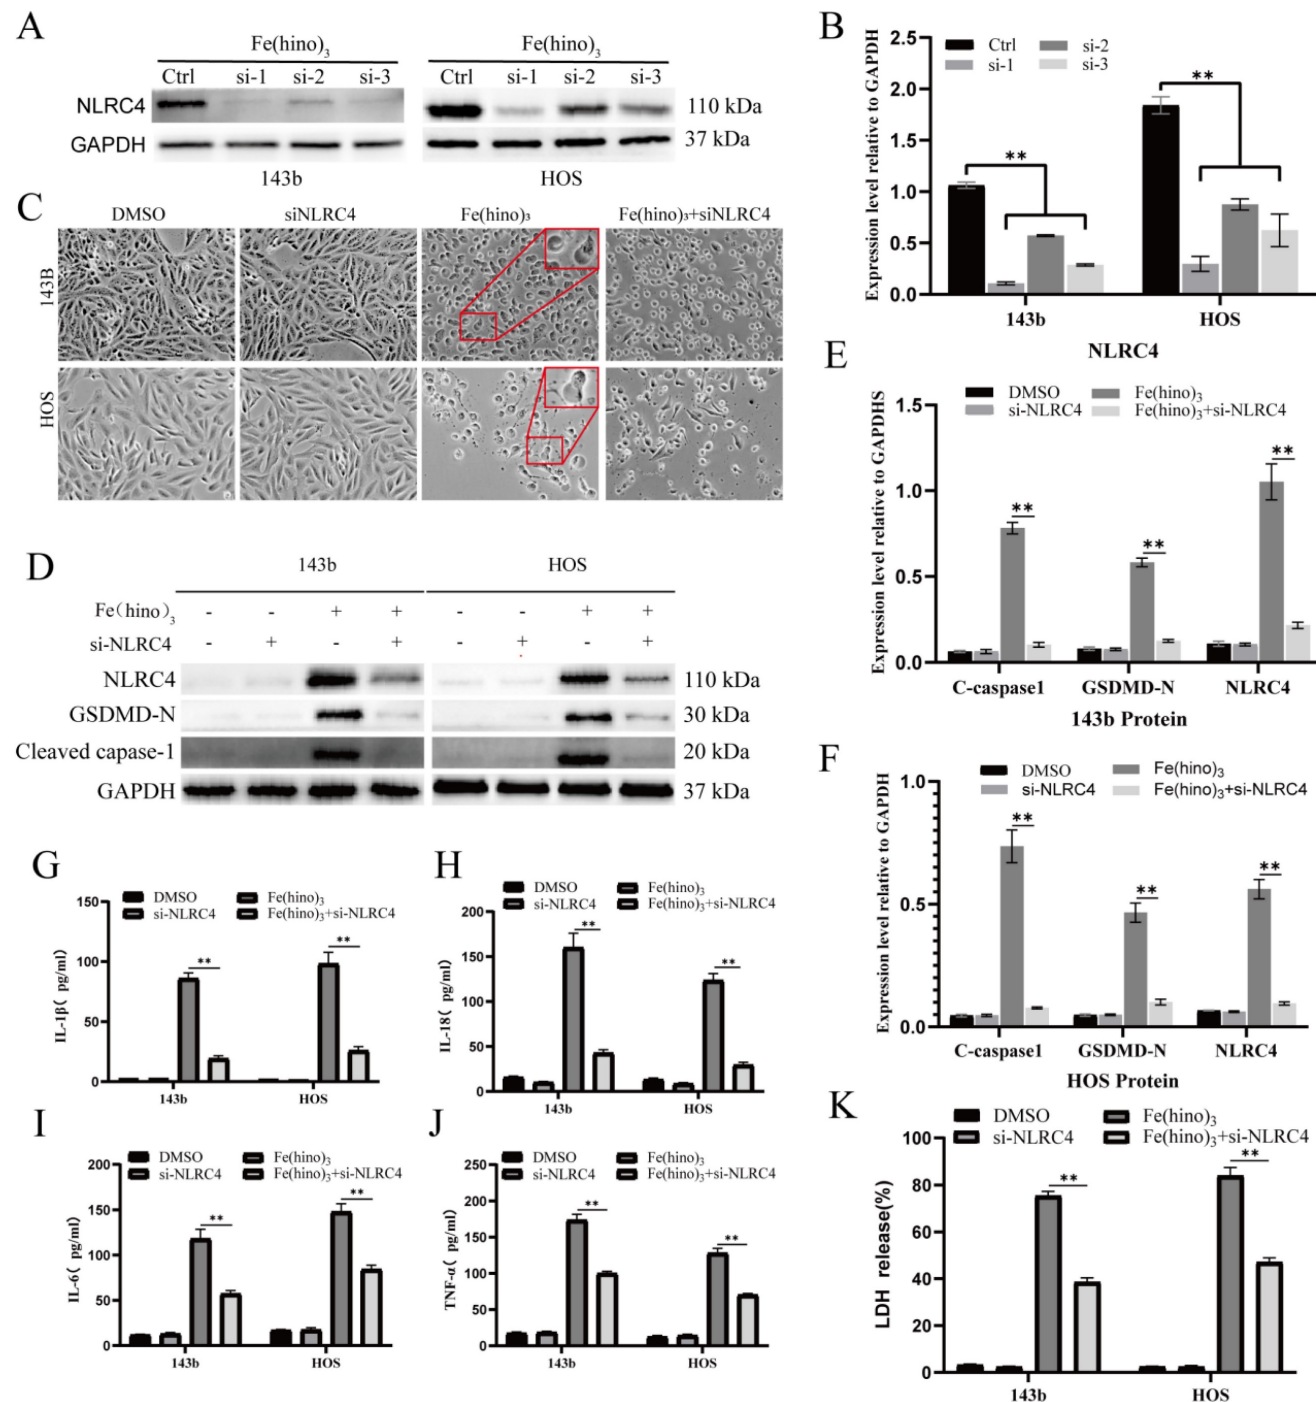 A
Fe(hino)3 Fe(hino)3
Ctrl si-1 si-2 si-3 Ctrl si-1 si-2 si-3
NLRC4 110 kDa
GAPDH 37 kDa
143b HOS
B
Expression level relative to GAPDH
2.5
2.0
1.5
1.0
0.5
0.0
Ctrl si-2
si-1 si-3
** **
143b HOS
NLRC4
C
DMSO siNLRC4 Fe(hino)3 Fe(hino)3+siNLRC4
143B
HOS
D
143b HOS
Fe(hino)3 - - + + - - + +
si-NLRC4 - + - + - + - +
NLRC4 110 kDa
GSDMD-N 30 kDa
Cleaved capase-1 20 kDa
GAPDH 37 kDa
E
DMSO Fe(hino)3
si-NLRC4 Fe(hino)3+si-NLRC4
Expression level relative to GAPDHS
1.5
1.0
0.5
0.0
** ** **
C-caspase1 GSDMD-N NLRC4
143b Protein
F
DMSO Fe(hino)3
si-NLRC4 Fe(hino)3+si-NLRC4
Expression level relative to GAPDH
1.0
0.5
0.0
** ** **
C-caspase1 GSDMD-N NLRC4
HOS Protein
G
DMSO Fe(hino)3
si-NLRC4 Fe(hino)3+si-NLRC4
IL-1β( pg/ml)
150
100
50
0
** **
143b HOS
H
DMSO Fe(hino)3
si-NLRC4 Fe(hino)3+si-NLRC4
IL-18( pg/ml)
200
150
100
50
0
** **
143b HOS
I
DMSO Fe(hino)3
si-NLRC4 Fe(hino)3+si-NLRC4
IL-6( pg/ml)
200
150
100
50
0
** **
143b HOS
J
DMSO Fe(hino)3
si-NLRC4 Fe(hino)3+si-NLRC4
TNF-α( pg/ml)
250
200
150
100
50
0
** **
143b HOS
K
DMSO Fe(hino)3
si-NLRC4 Fe(hino)3+si-NLRC4
LDH release(%)
100
80
60
40
20
0
** **
143b HOS